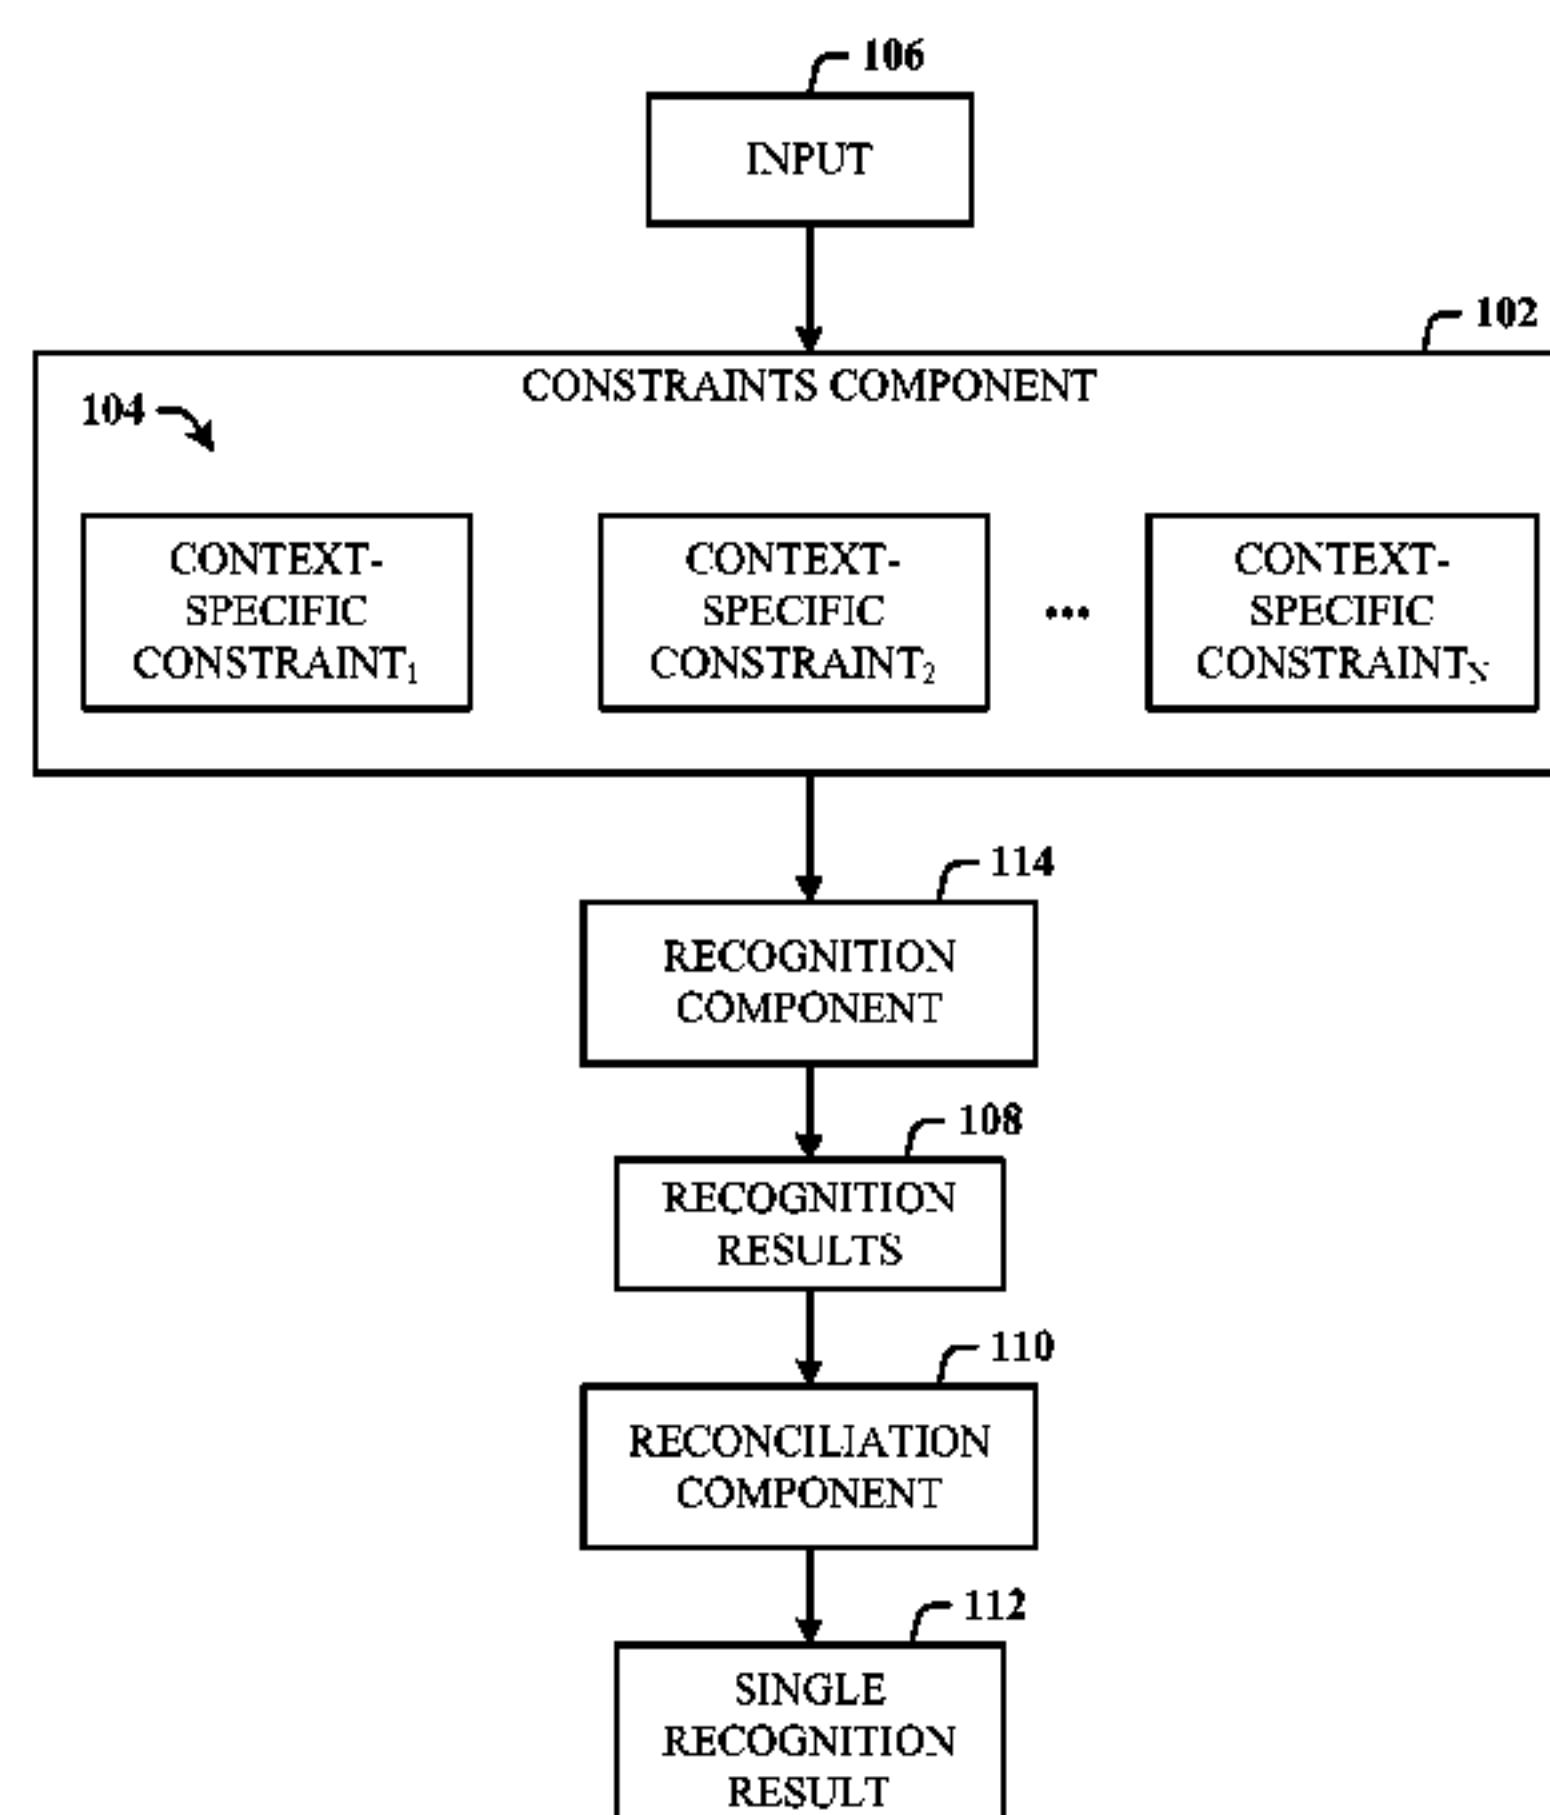 106
INPUT
102
CONSTRAINTS COMPONENT
104
CONTEXT-
SPECIFIC
CONSTRAINT₁
CONTEXT-
SPECIFIC
CONSTRAINT₂
...
CONTEXT-
SPECIFIC
CONSTRAINT_N
114
RECOGNITION
COMPONENT
108
RECOGNITION
RESULTS
110
RECONCILIATION
COMPONENT
112
SINGLE
RECOGNITION
RESULT